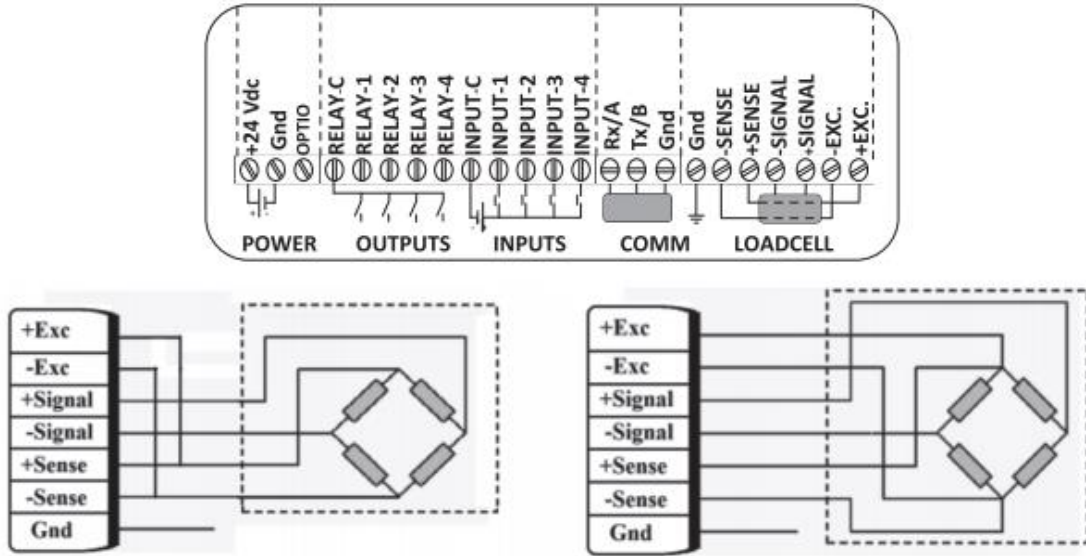 +24 Vdc
Gnd
OPTIO
RELAY-C
RELAY-1
RELAY-2
RELAY-3
RELAY-4
INPUT-C
INPUT-1
INPUT-2
INPUT-3
INPUT-4
Rx/A
Tx/B
Gnd
Gnd
-SENSE
+SENSE
-SIGNAL
+SIGNAL
-EXC.
+EXC.
POWER
OUTPUTS
INPUTS
COMM
LOADCELL
+Exc
-Exc
+Signal
-Signal
+Sense
-Sense
Gnd
+Exc
-Exc
+Signal
-Signal
+Sense
-Sense
Gnd